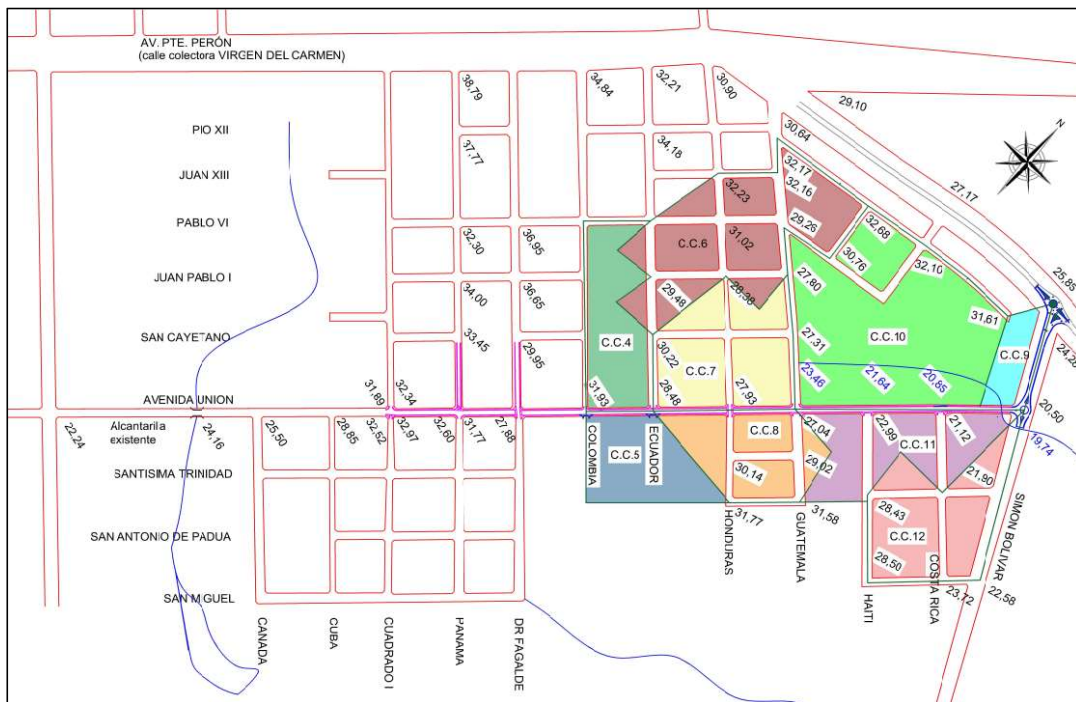 AV. PTE. PERÓN
(calle colectora VIRGEN DEL CARMEN)
38,79
34,84
32,21
30,90
29,10
N
PIO XII
37,77
34,18
30,64
27,17
JUAN XIII
32,17
32,16
32,23
PABLO VI
32,30
36,95
31,02
29,26
32,68
C.C.6
30,76
32,10
25,85
JUAN PABLO I
34,00
36,65
29,48
28,38
27,80
31,61
SAN CAYETANO
33,45
29,95
C.C.4
30,22
27,31
C.C.10
C.C.9
24,28
C.C.7
23,46
21,64
20,85
AVENIDA UNION
31,89
32,34
31,93
28,48
27,93
20,50
Alcantarila
existente
22,24
24,16
25,50
28,85
32,52
32,97
32,60
31,77
27,88
COLOMBIA
ECUADOR
C.C.8
27,04
22,99
C.C.11
21,12
19,74
SANTISIMA TRINIDAD
C.C.5
30,14
29,02
21,90
31,77
31,58
SAN ANTONIO DE PADUA
HONDURAS
GUATEMALA
28,43
C.C.12
28,50
SIMON BOLIVAR
COSTA RICA
SAN MIGUEL
HAITI
23,72
22,58
CANADA
CUBA
CUADRADO I
PANAMA
DR FAGALDE